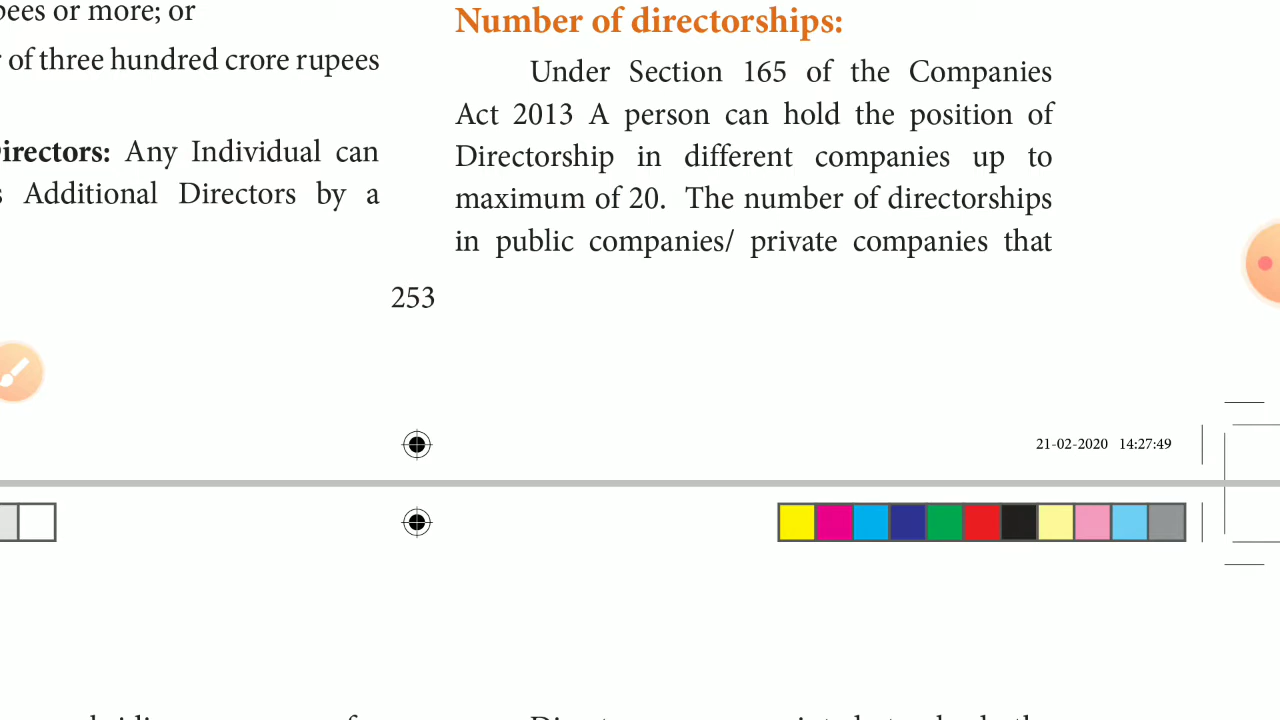 pees or more; or
of three hundred crore rupees
irectors: Any Individual can
s Additional Directors by a
Number of directorships:
Under Section 165 of the Companies
Act 2013 A person can hold the position of
Directorship in different companies up to
maximum of 20. The number of directorships
in public companies/ private companies that
253
21-02-2020 14:27:49